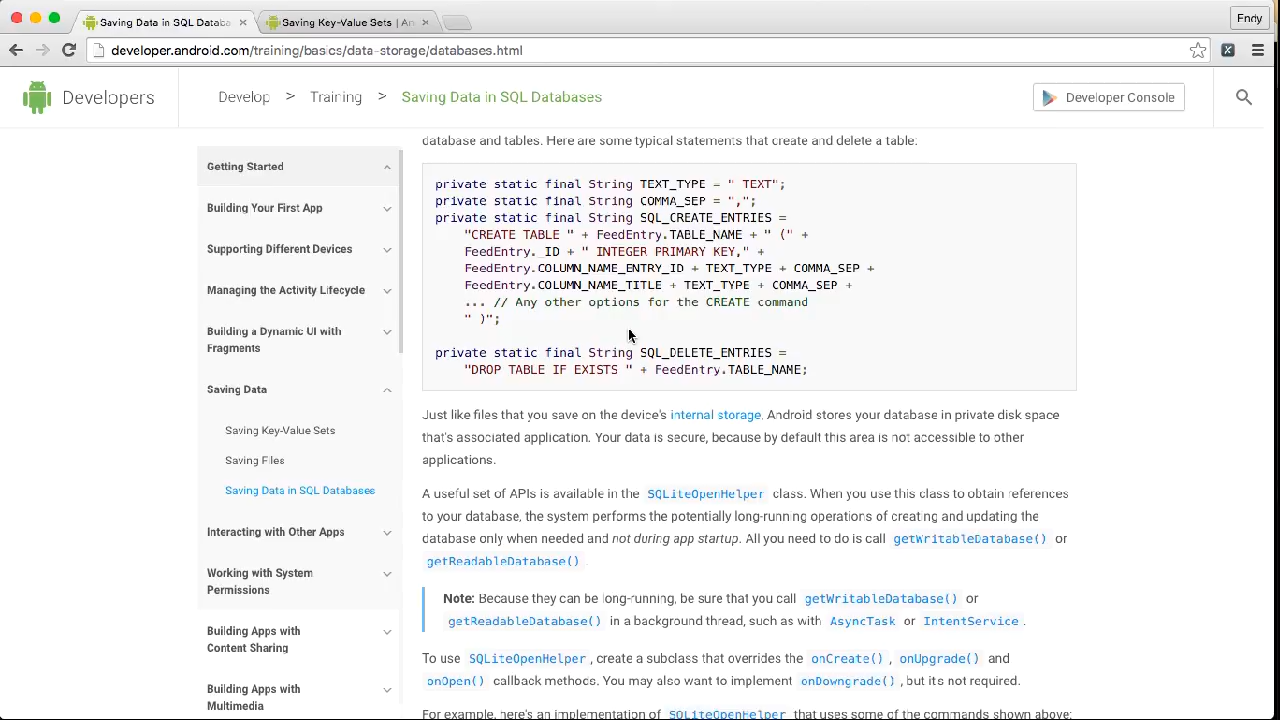 Saving Data in SQL Databa
Saving Key-Value Sets | An
Endy
developer.android.com/training/basics/data-storage/databases.html
Developers
Develop > Training > Saving Data in SQL Databases
Developer Console
Getting Started
Building Your First App
Supporting Different Devices
Managing the Activity Lifecycle
Building a Dynamic UI with
Fragments
Saving Data
Saving Key-Value Sets
Saving Files
Saving Data in SQL Databases
Interacting with Other Apps
Working with System
Permissions
Building Apps with
Content Sharing
Building Apps with
Multimedia
database and tables. Here are some typical statements that create and delete a table:
private static final String TEXT_TYPE = " TEXT";
private static final String COMMA_SEP = ",";
private static final String SQL_CREATE_ENTRIES =
"CREATE TABLE " + FeedEntry.TABLE_NAME + " (" +
FeedEntry._ID + " INTEGER PRIMARY KEY," +
FeedEntry.COLUMN_NAME_ENTRY_ID + TEXT_TYPE + COMMA_SEP +
FeedEntry.COLUMN_NAME_TITLE + TEXT_TYPE + COMMA_SEP +
... // Any other options for the CREATE command
" )";
private static final String SQL_DELETE_ENTRIES =
"DROP TABLE IF EXISTS " + FeedEntry.TABLE_NAME;
Just like files that you save on the device's internal storage, Android stores your database in private disk space
that's associated application. Your data is secure, because by default this area is not accessible to other
applications.
A useful set of APIs is available in the SQLiteOpenHelper class. When you use this class to obtain references
to your database, the system performs the potentially long-running operations of creating and updating the
database only when needed and not during app startup. All you need to do is call getWritableDatabase() or
getReadableDatabase().
Note: Because they can be long-running, be sure that you call getWritableDatabase() or
getReadableDatabase() in a background thread, such as with AsyncTask or IntentService.
To use SQLiteOpenHelper, create a subclass that overrides the onCreate(), onUpgrade() and
onOpen() callback methods. You may also want to implement onDowngrade(), but it's not required.
For example, here's an implementation of SQLiteOpenHelper that uses some of the commands shown above: